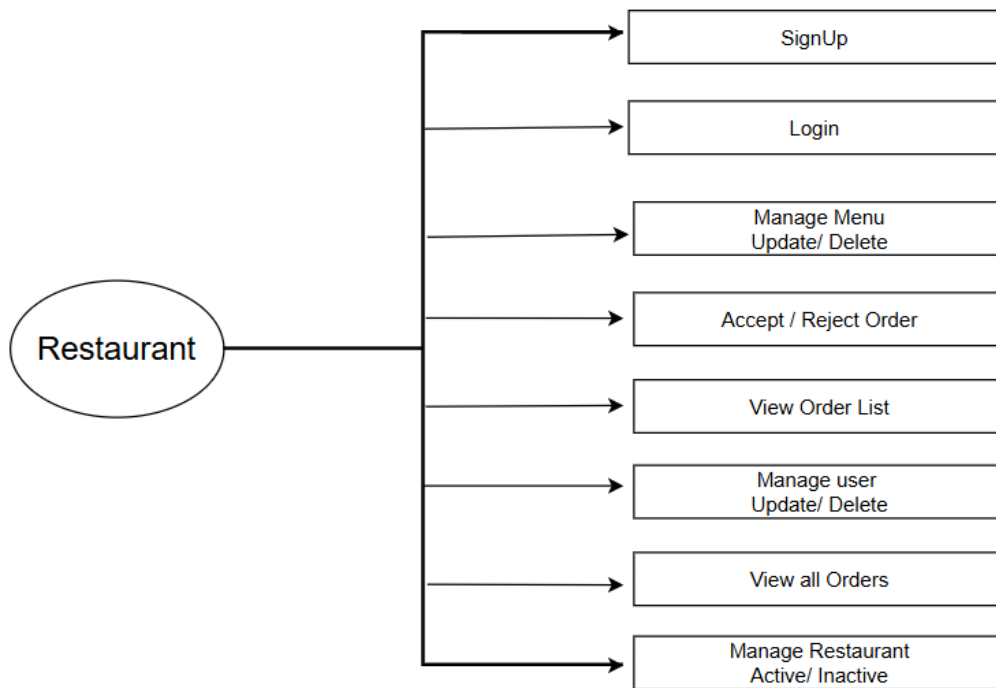 SignUp
Login
Manage Menu
Update/ Delete
Accept / Reject Order
Restaurant
View Order List
Manage user
Update/ Delete
View all Orders
Manage Restaurant
Active/ Inactive